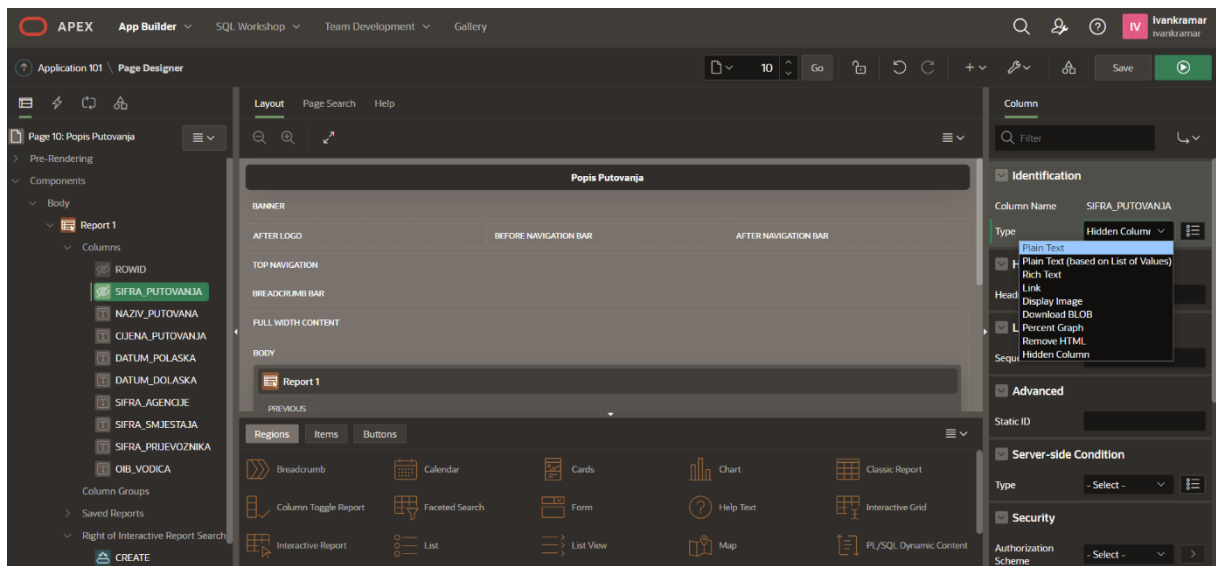 APEX App Builder SQL Workshop Team Development Gallery IV ivankramar
ivankramar
Application 101 \ Page Designer 10 Go Save
Layout Page Search Help
Column
Page 10: Popis Putovanja
Filter
Pre-Rendering
Components
Body
Report 1
Columns
ROWID
SIFRA_PUTOVANJA
NAZIV_PUTOVANA
CIJENA_PUTOVANJA
DATUM_POLASKA
DATUM_DOLASKA
SIFRA_AGENCIJE
SIFRA_SMJESTAJA
SIFRA_PRIJEVOZNIKA
OIB_VODICA
Column Groups
Saved Reports
Right of Interactive Report Search
CREATE
Popis Putovanja
BANNER
AFTER LOGO BEFORE NAVIGATION BAR AFTER NAVIGATION BAR
TOP NAVIGATION
BREADCRUMB BAR
FULL WIDTH CONTENT
BODY
Report 1
PREVIOUS
Regions Items Buttons
Breadcrumb Calendar Cards Chart Classic Report
Column Toggle Report Faceted Search Form Help Text Interactive Grid
Interactive Report List List View Map PL/SQL Dynamic Content
Identification
Column Name SIFRA_PUTOVANJA
Type Hidden Colum
Plain Text
Plain Text (based on List of Values)
Rich Text
Link
Display Image
Download BLOB
Percent Graph
Remove HTML
Hidden Column
H
Head
L
Sequ
Advanced
Static ID
Server-side Condition
Type - Select -
Security
Authorization
Scheme - Select -